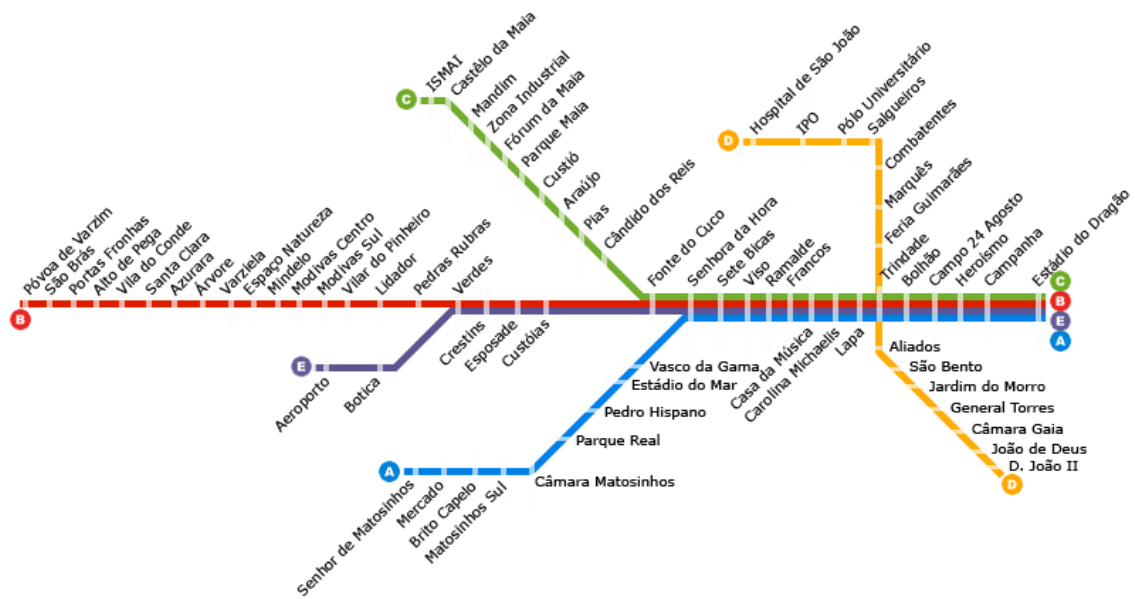 C
ISMAI
Castêlo da Maia
Mandim
Zona Industrial
Fórum da Maia
Parque Maia
Custió
Araújo
Pias
Cândido dos Reis
D
Hospital de São João
IPO
Pólo Universitário
Salgueiros
Combatentes
Marquês
Feria Guimarães
Trindade
Póvoa de Varzim
São Brás
Portas Fronhas
Alto de Pega
Vila do Conde
Santa Clara
Azurara
Árvore
Varziela
Espaço Natureza
Mindelo
Modivas Centro
Modivas Sul
Vilar do Pinheiro
Lidador
Pedras Rubras
Verdes
Fonte do Cuco
Senhora da Hora
Sete Bicas
Viso
Ramalde
Francos
Bolhão
Campo 24 Agosto
Heroísmo
Campanha
Estádio do Dragão
C
B
E
A
B
Crestins
Esposade
Custóias
Casa da Música
Carolina Michaelis
Lapa
E
Aeroporto
Botica
Vasco da Gama
Estádio do Mar
Pedro Hispano
Parque Real
Câmara Matosinhos
A
Senhor de Matosinhos
Mercado
Brito Capelo
Matosinhos Sul
Aliados
São Bento
Jardim do Morro
General Torres
Câmara Gaia
João de Deus
D. João II
D